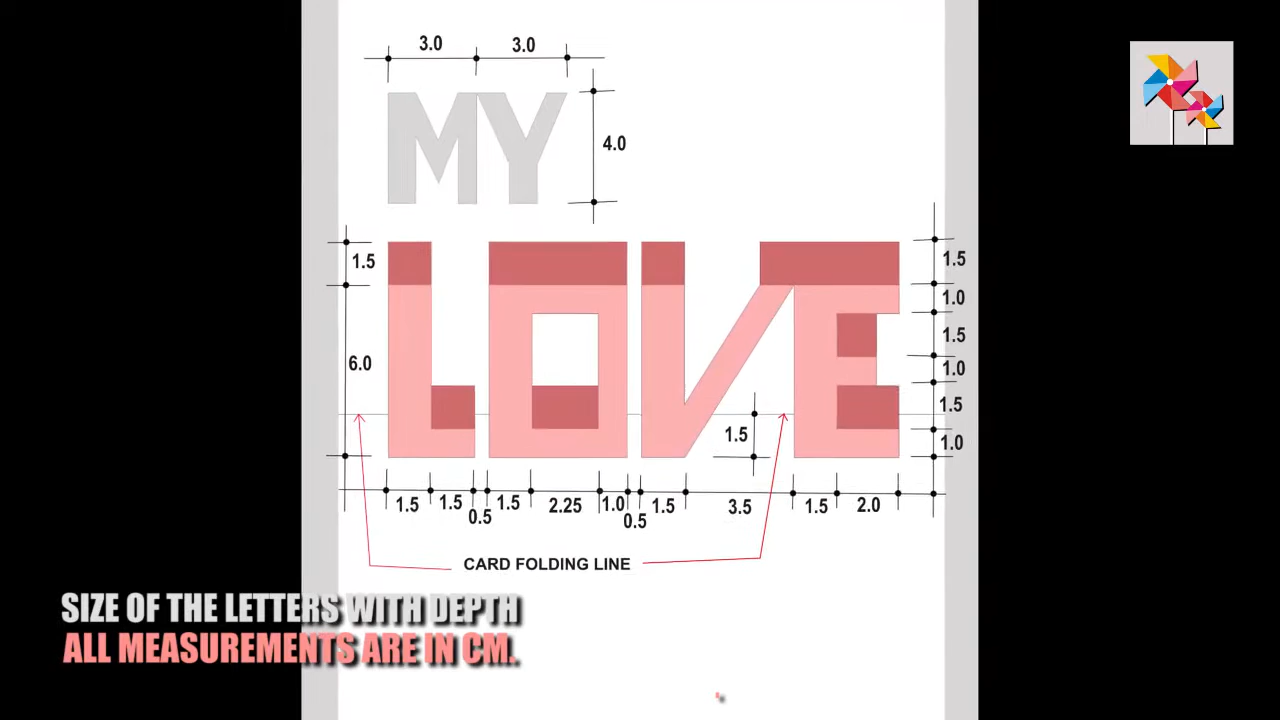 3.0 3.0
MY
4.0
LOVE
1.5
6.0
1.5
1.0
1.5
1.0
1.5
1.0
1.5
1.5 1.5 0.5 1.5 2.25 1.0 0.5 1.5 3.5 1.5 2.0
CARD FOLDING LINE
SIZE OF THE LETTERS WITH DEPTH
ALL MEASUREMENTS ARE IN CM.